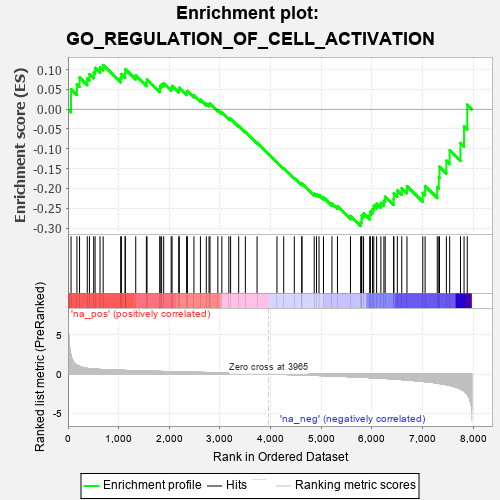 Enrichment plot:
GO_REGULATION_OF_CELL_ACTIVATION
Enrichment score (ES)
0.10
0.05
0.00
-0.05
-0.10
-0.15
-0.20
-0.25
-0.30
Ranked list metric (PreRanked)
'na_pos' (positively correlated)
5
0
-5
Zero cross at 3965
'na_neg' (negatively correlated)
0 1,000 2,000 3,000 4,000 5,000 6,000 7,000 8,000
Rank in Ordered Dataset
Enrichment profile Hits Ranking metric scores